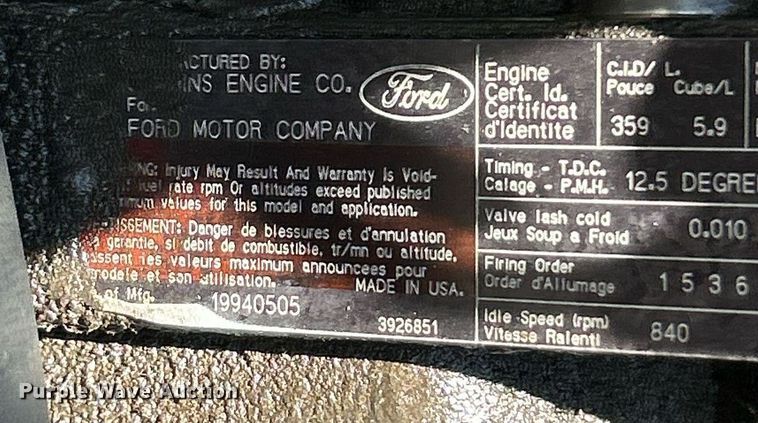 BY:
ENGINE CO.
For
FORD MOTOR COMPANY
Ford
Injury May Result And Warranty Is Void-
fuel rate rpm Or altitudes exceed published
values for this model and application.
Danger de blessures et d'annulation
garantie, si debit de combustible, tr/mn ou altitude.
les valeurs maximum annoncees pour
modele et son utilisation. MADE IN USA.
of Mfg. 19940505
3926851
Engine
Cert. Id.
Certificat
d'Identite
C.I.D/ L.
Pouce Cube/L
359 5.9
Timing - T.D.C.
Calage - P.M.H. 12.5 DEGRE
Valve lash cold
Jeux Soup a Froid 0.010
Firing Order
Order d'Allumage 1 5 3 6
Idle Speed (rpm)
Vitesse Ralenti 840
Purple Wave Auction